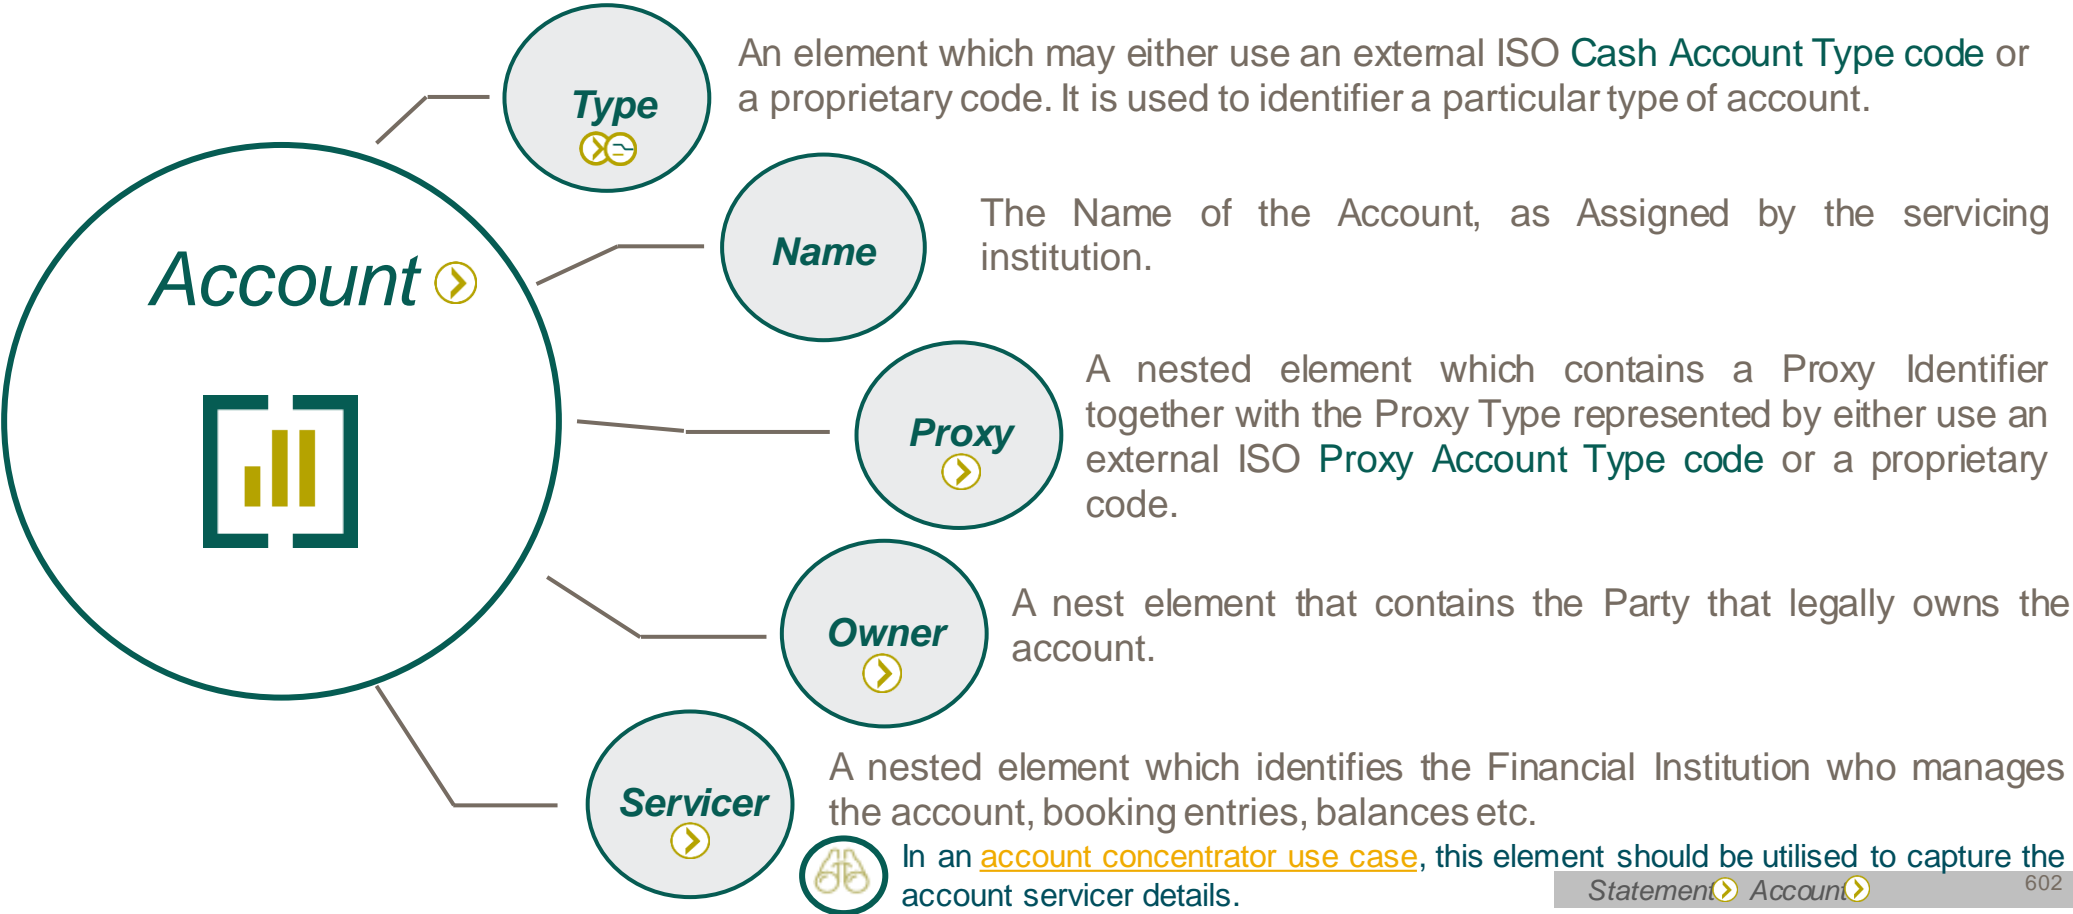 Account
Type
An element which may either use an external ISO Cash Account Type code or
a proprietary code. It is used to identifier a particular type of account.
Name
The Name of the Account, as Assigned by the servicing
institution.
Proxy
A nested element which contains a Proxy Identifier
together with the Proxy Type represented by either use an
external ISO Proxy Account Type code or a proprietary
code.
Owner
A nest element that contains the Party that legally owns the
account.
Servicer
A nested element which identifies the Financial Institution who manages
the account, booking entries, balances etc.
In an account concentrator use case, this element should be utilised to capture the
account servicer details.
Statement Account
602